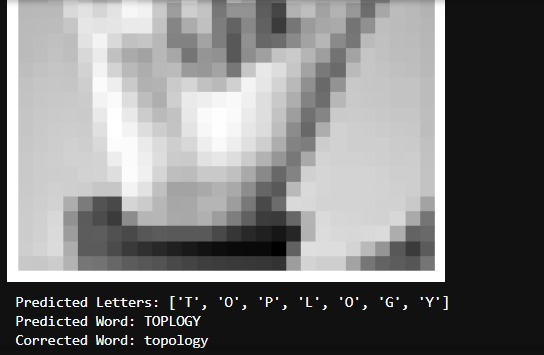 Predicted Letters: ['T', 'O', 'P', 'L', 'O', 'G', 'Y']
Predicted Word: TOPLOGY
Corrected Word: topology